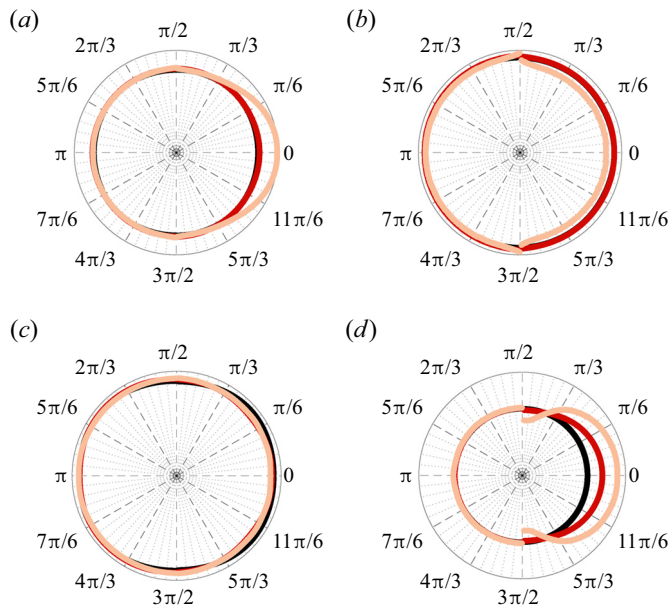 (a)
π/2
2π/3 π/3
5π/6 π/6
π 0
7π/6 11π/6
4π/3 5π/3
3π/2
(b)
π/2
2π/3 π/3
5π/6 π/6
π 0
7π/6 11π/6
4π/3 5π/3
3π/2
(c)
π/2
2π/3 π/3
5π/6 π/6
π 0
7π/6 11π/6
4π/3 5π/3
3π/2
(d)
π/2
2π/3 π/3
5π/6 π/6
π 0
7π/6 11π/6
4π/3 5π/3
3π/2